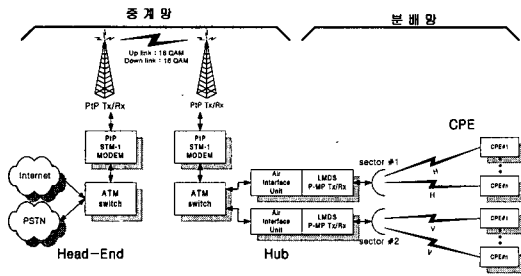 중계망
분배망
Up link : 16 QAM
Down link : 16 QAM
PtP Tx/Rx
PtP Tx/Rx
CPE
PtP
STM-1
MODEM
PtP
STM-1
MODEM
Internet
PSTN
ATM
switch
ATM
switch
Air
Interface
Unit
LMDS
P-MP Tx/Rx
Air
Interface
Unit
LMDS
P-MP Tx/Rx
sector #1
sector #2
H
H
V
V
CPE#1
CPE#n
CPE#1
CPE#n
Head-End
Hub